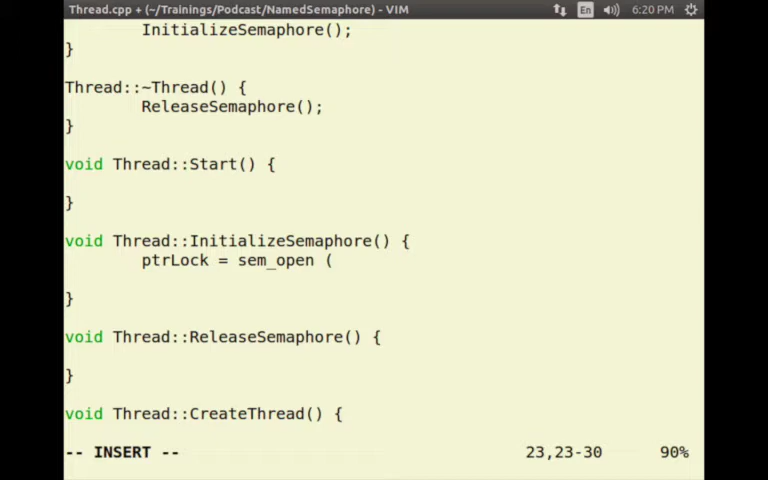 Thread.cpp + (~/Trainings/Podcast/NamedSemaphore) - VIM
En
6:20 PM
InitializeSemaphore();
}
Thread::~Thread() {
ReleaseSemaphore();
}
void Thread::Start() {
}
void Thread::InitializeSemaphore() {
ptrLock = sem_open (
}
void Thread::ReleaseSemaphore() {
}
void Thread::CreateThread() {
-- INSERT -- 23,23-30 90%